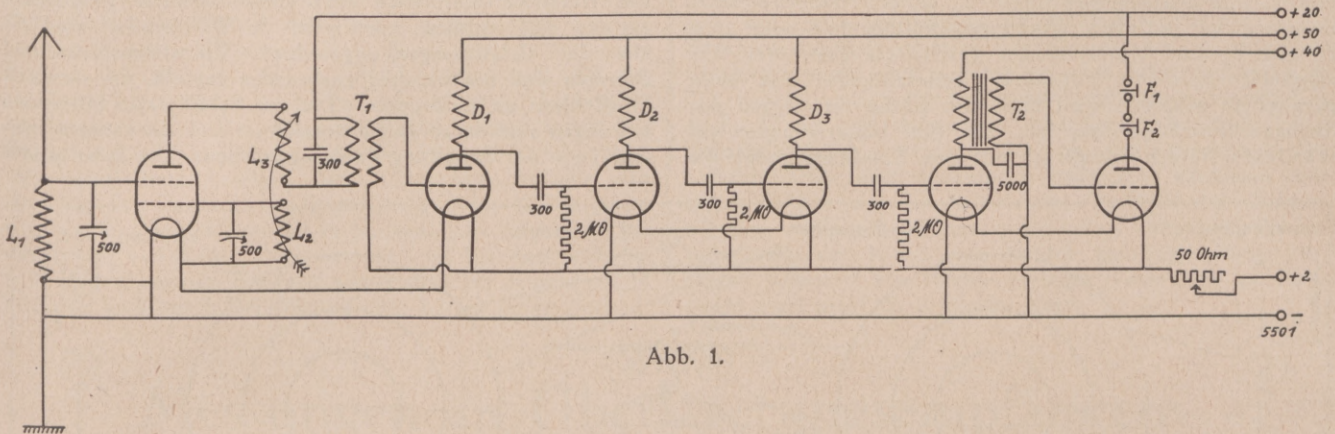 +20
+50
+40
T1
D1
D2
D3
T2
F1
L3
300
F2
5000
L1
500
500
L2
300
2MΩ
300
2MΩ
300
2MΩ
50 Ohm
+2
5501
−
Abb. 1.